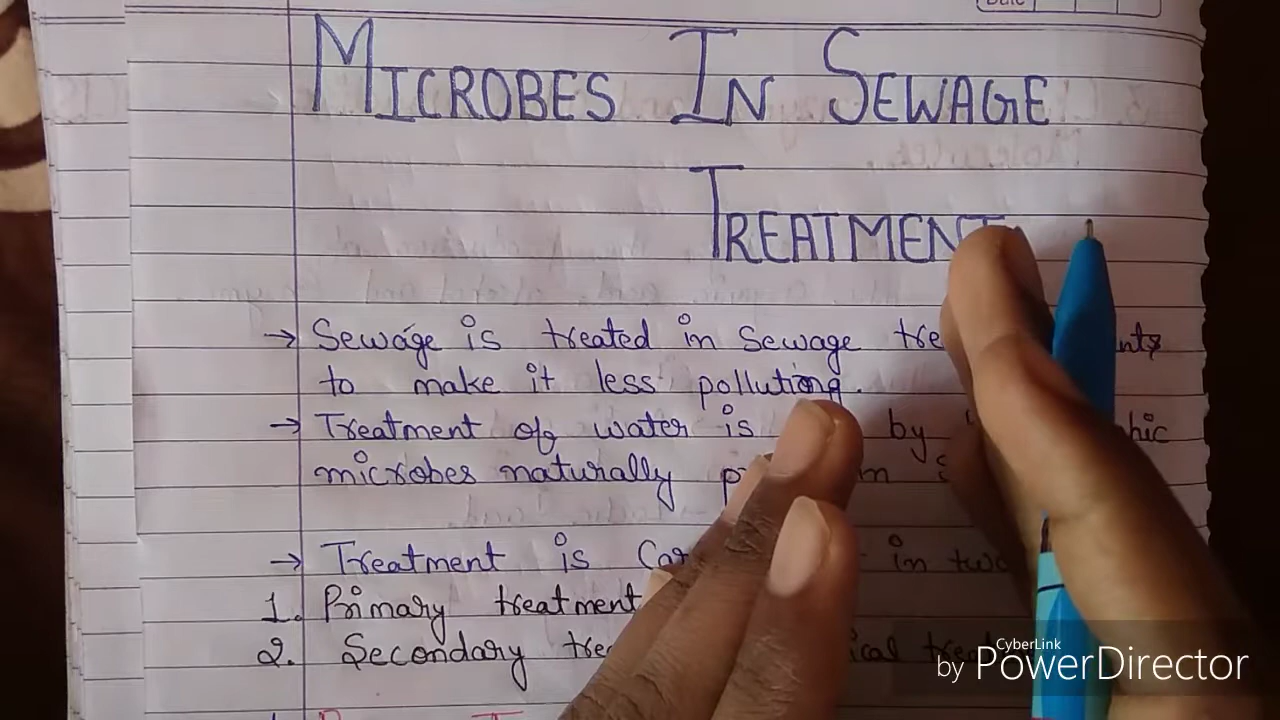 Date
MICROBES IN SEWAGE
TREATMENT
→ Sewage is treated in Sewage
to make it less polluting.
→ Treatment of water is by
microbes naturally
→ Treatment is in two
1. Primary treatment
2. Secondary
CyberLink
by PowerDirector